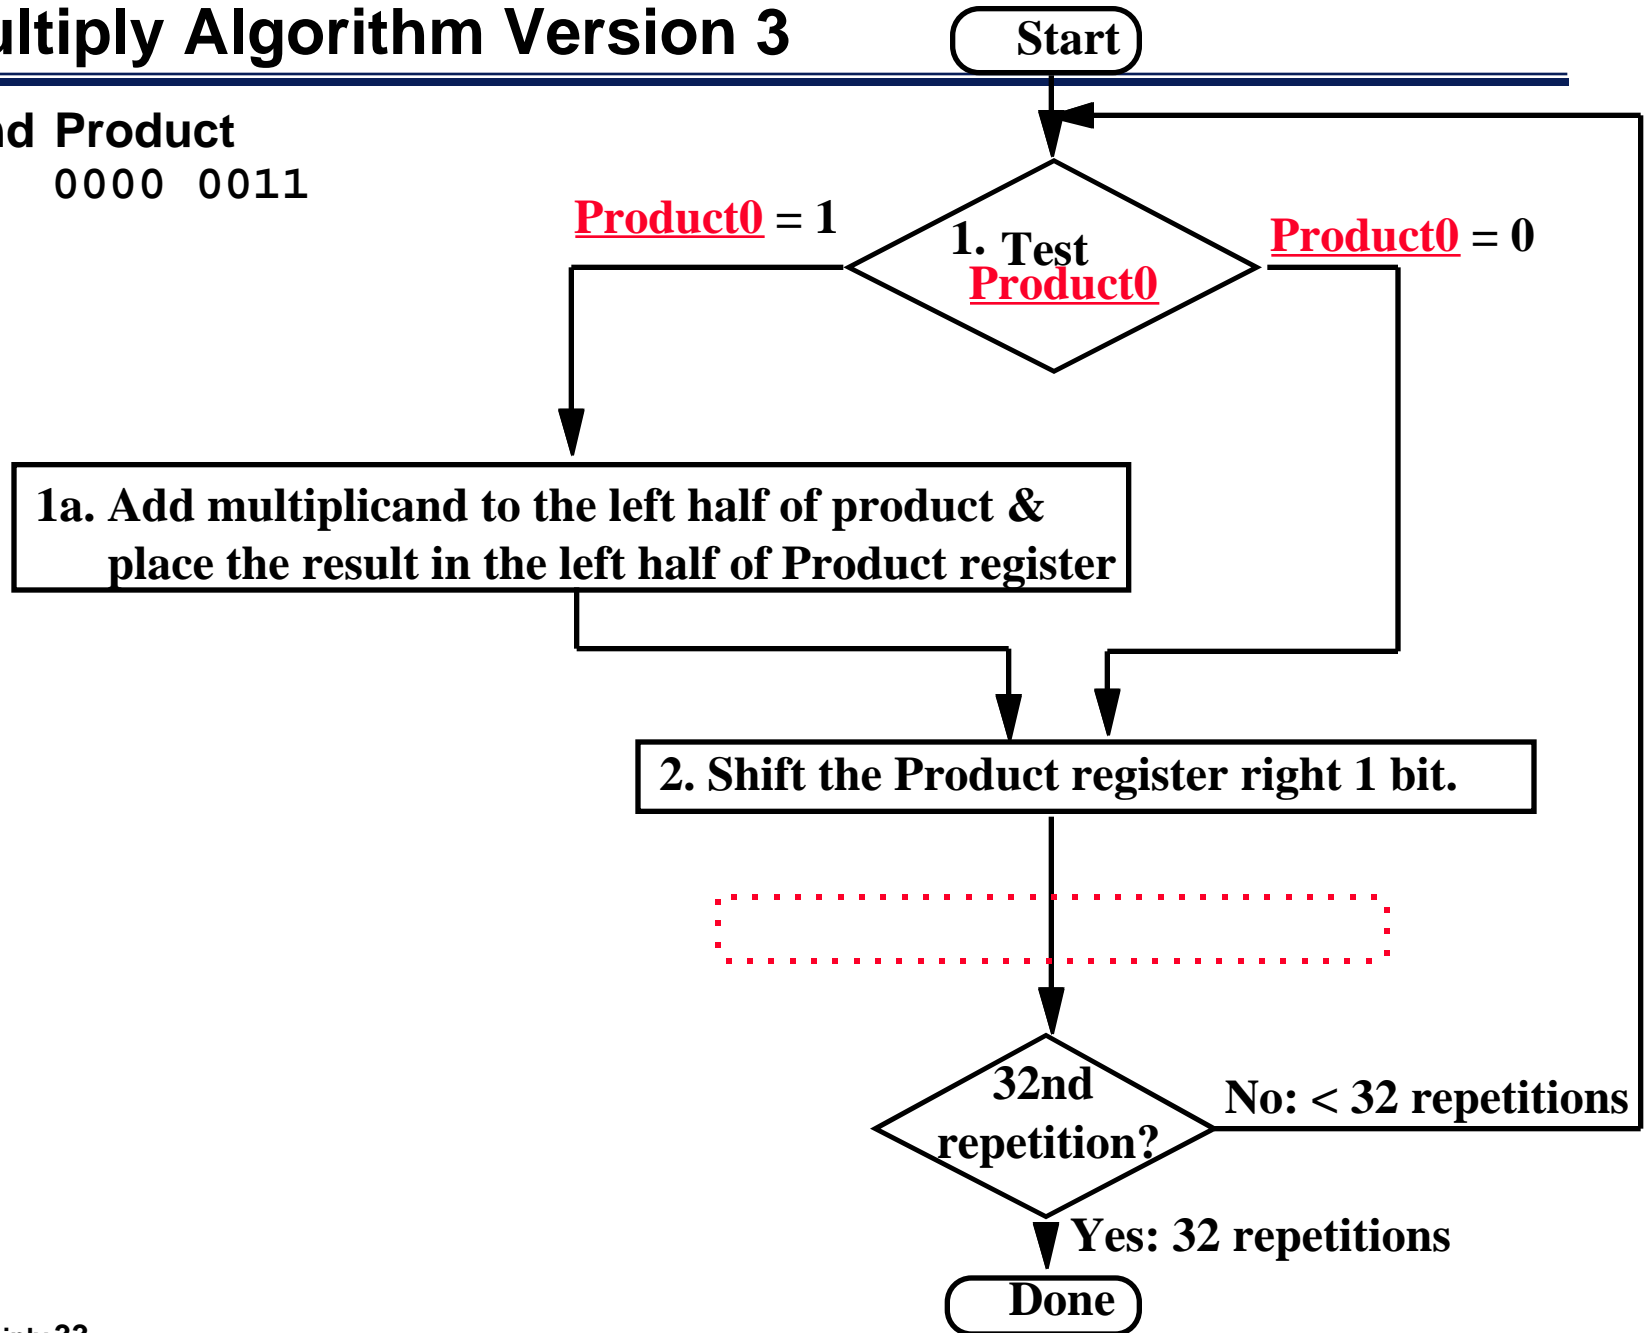 ultiply Algorithm Version 3
Start
nd Product
0000 0011
Product0 = 1
1. Test
Product0
Product0 = 0
1a. Add multiplicand to the left half of product &
place the result in the left half of Product register
2. Shift the Product register right 1 bit.
32nd
repetition?
No: < 32 repetitions
Yes: 32 repetitions
Done